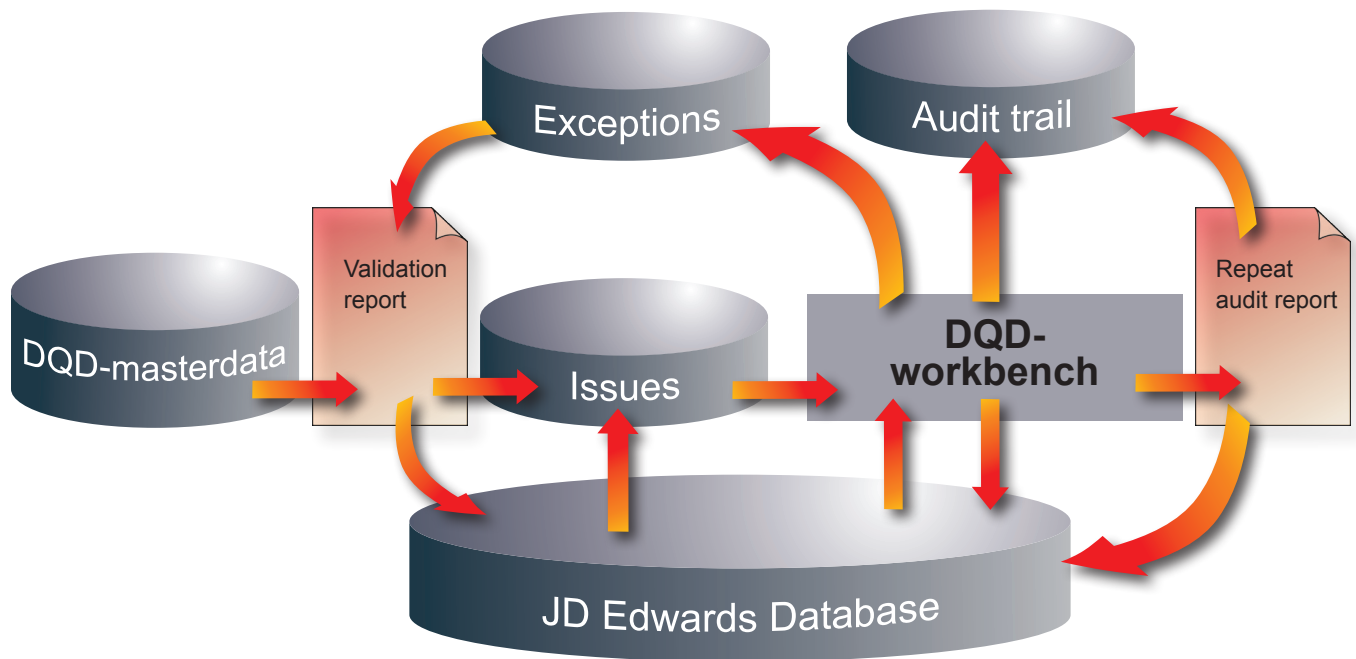 Exceptions
Audit trail
Validation
report
Repeat
audit report
DQD-masterdata
Issues
DQD-
workbench
JD Edwards Database